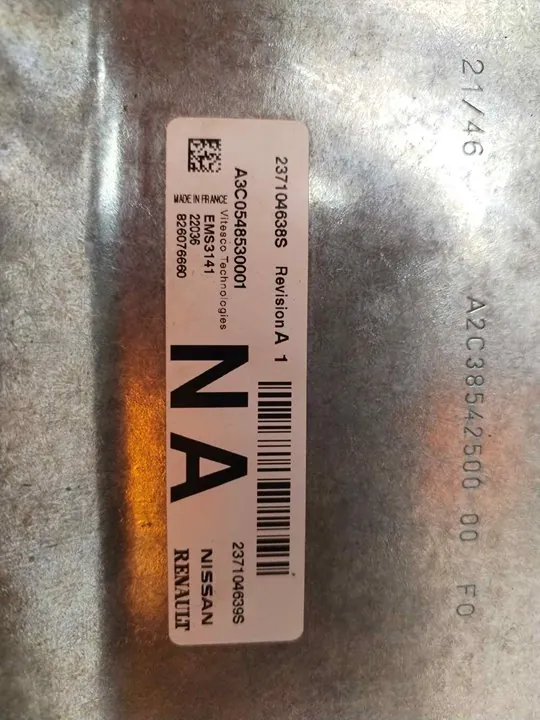 21/46 A2C38542500 00 F0
237104638S Revision A 1
A3C0548530001
Vitesco Technologies
MADE IN FRANCE
EMS3141
22036
826076660
NA
237104639S
NISSAN
RENAULT